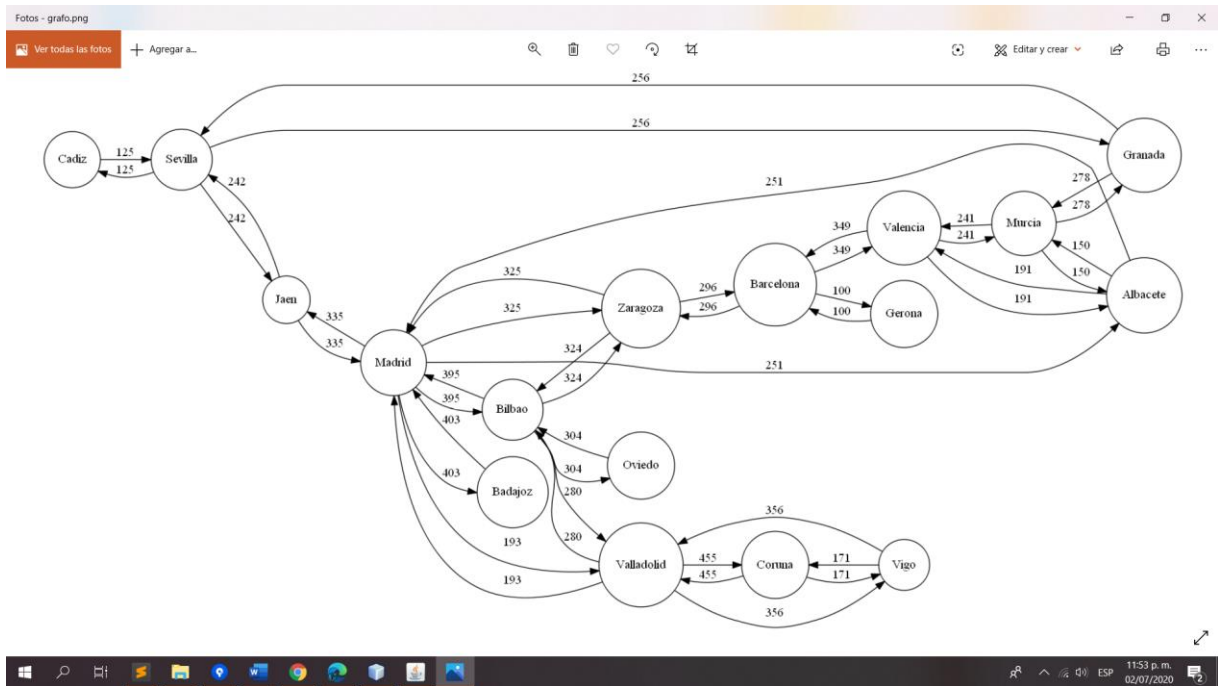 Fotos - grafo.png
Ver todas las fotos
Agregar a...
Editar y crear
256
256
Cadiz
125
125
Sevilla
Granada
242
242
251
278
278
349
349
Valencia
241
241
Murcia
150
150
191
191
Albacete
Jaen
325
325
Zaragoza
296
296
Barcelona
100
100
Gerona
335
335
Madrid
251
324
324
395
395
Bilbao
403
403
304
304
Oviedo
Badajoz
280
280
193
193
Valladolid
455
455
Coruna
171
171
Vigo
356
356
ESP
11:53 p. m.
02/07/2020
2